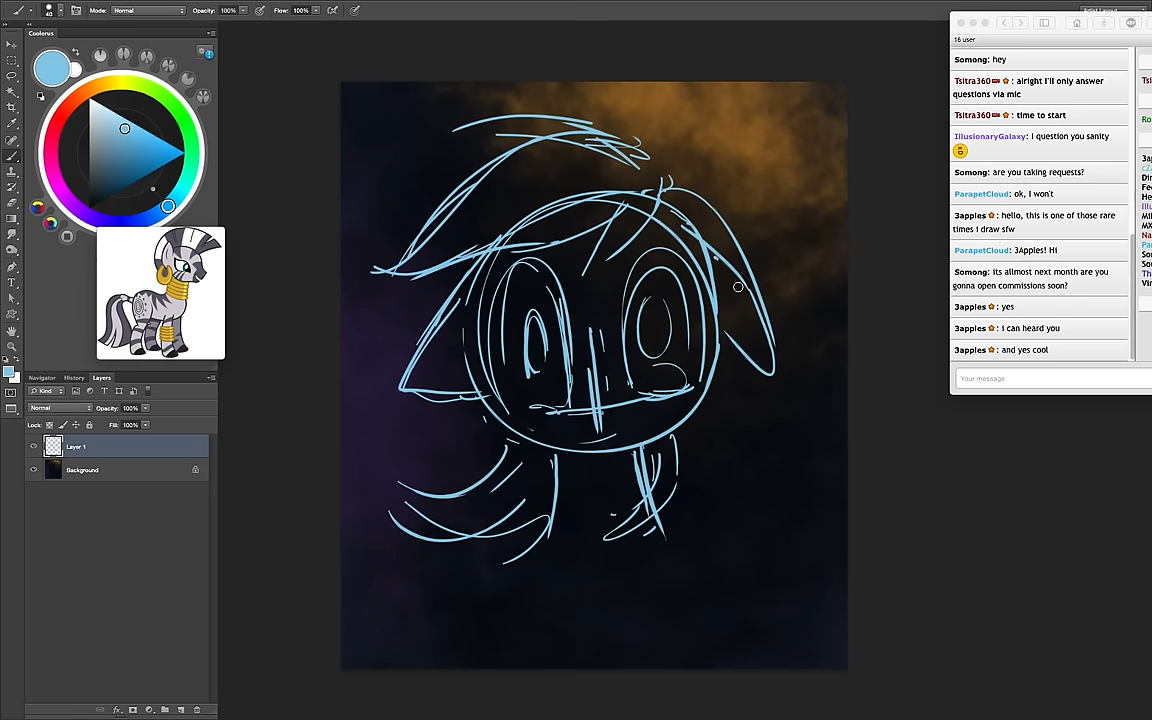 Mode: Normal Opacity: 100% Flow: 100%
Coolorus
Navigator History Layers
Kind
Normal Opacity: 100%
Lock: Fill: 100%
Layer 1
Background
16 user
Somong: hey
Tsitra360 : alright I'll only answer
questions via mic
Tsitra360 : time to start
IllusionaryGalaxy: I question you sanity
Somong: are you taking requests?
ParapetCloud: ok, I won't
3apples : hello, this is one of those rare
times i draw sfw
ParapetCloud: 3Apples! Hi
Somong: its allmost next month are you
gonna open commissions soon?
3apples : yes
3apples : i can heard you
3apples : and yes cool
Your message